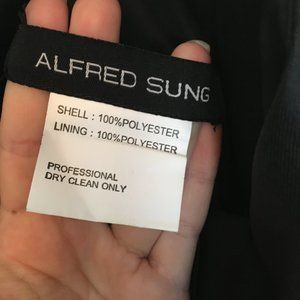 ALFRED SUNG
SHELL : 100%POLYESTER
LINING : 100%POLYESTER
PROFESSIONAL
DRY CLEAN ONLY